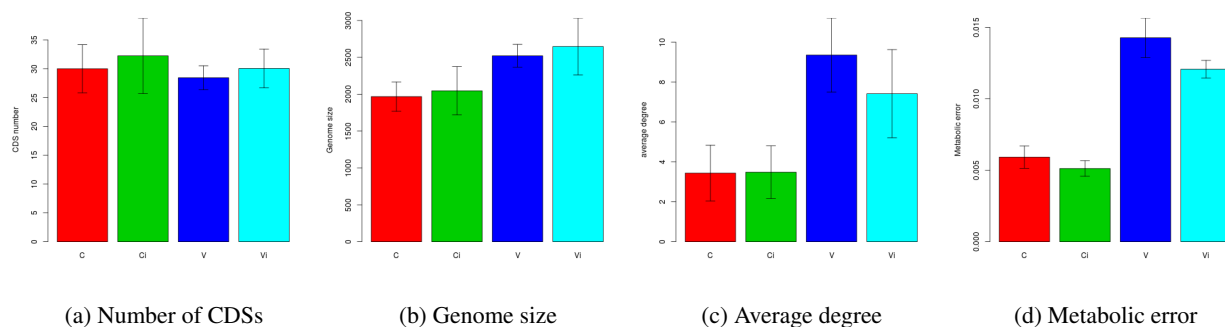 CDS number
35
30
25
20
15
10
5
0
C Ci V Vi
(a) Number of CDSs
Genome size
3000
2500
2000
1500
1000
500
0
C Ci V Vi
(b) Genome size
average degree
10
8
6
4
2
0
C Ci V Vi
(c) Average degree
Metabolic error
0.015
0.010
0.005
0.000
C Ci V Vi
(d) Metabolic error